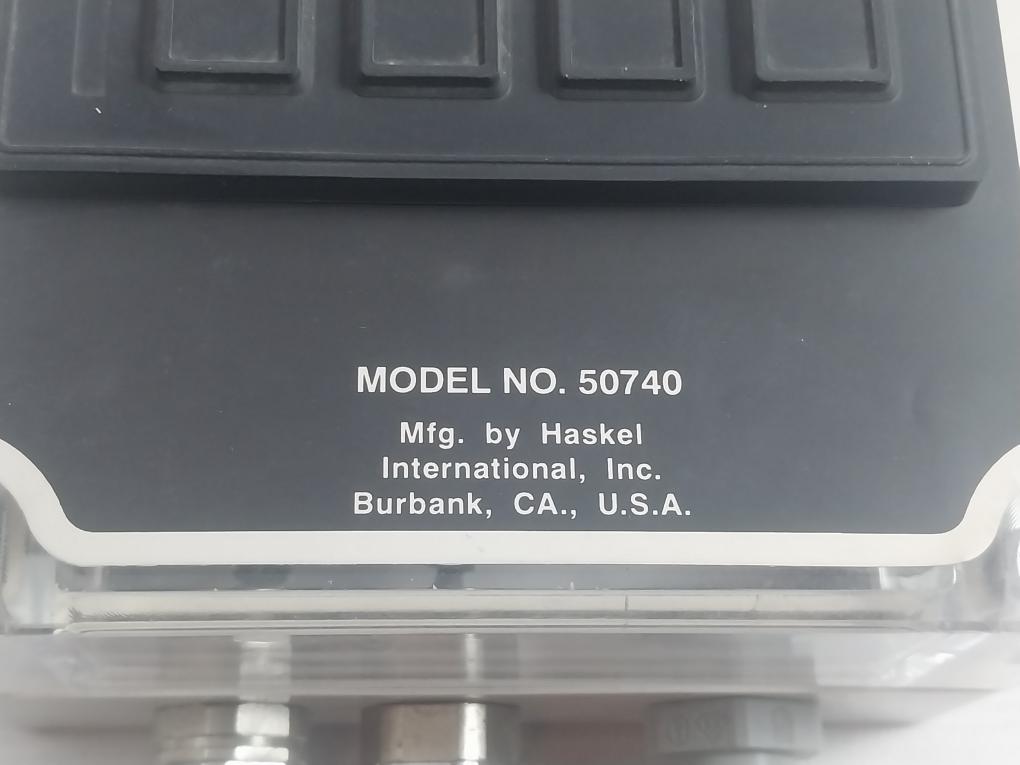 MODEL NO. 50740
Mfg. by Haskel
International, Inc.
Burbank, CA., U.S.A.